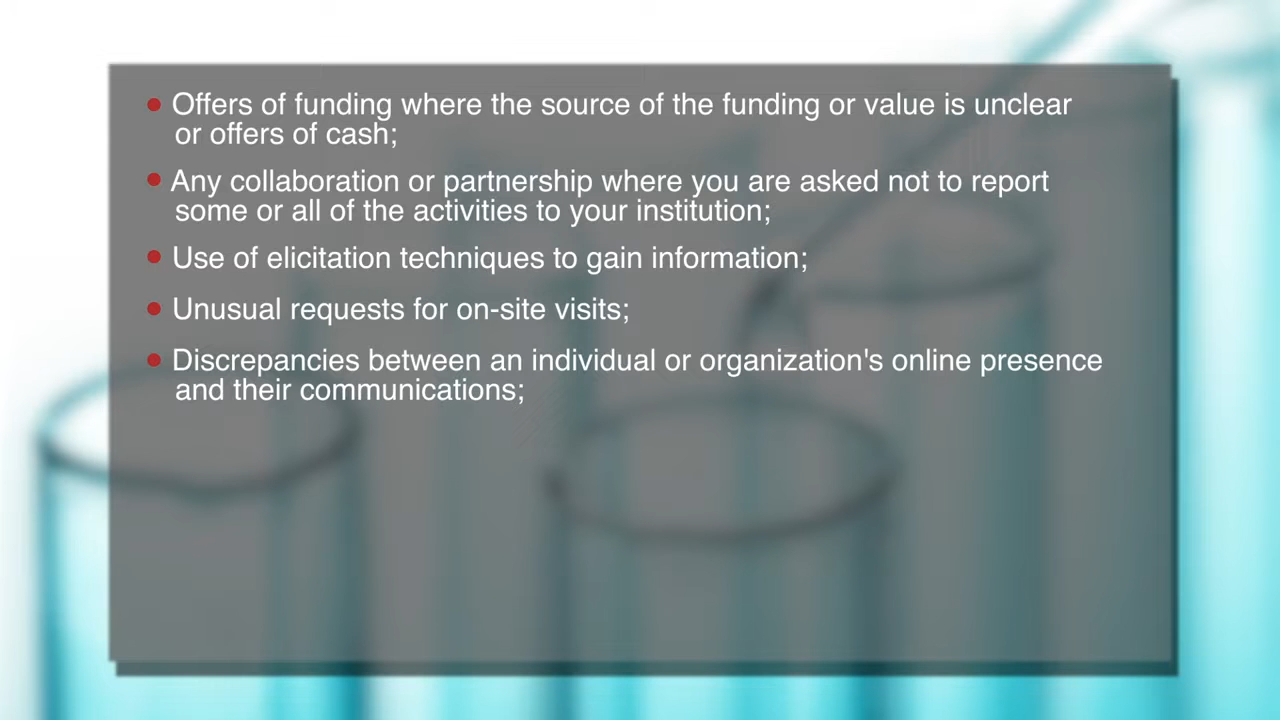 • Offers of funding where the source of the funding or value is unclear
or offers of cash;
• Any collaboration or partnership where you are asked not to report
some or all of the activities to your institution;
• Use of elicitation techniques to gain information;
• Unusual requests for on-site visits;
• Discrepancies between an individual or organization's online presence
and their communications;